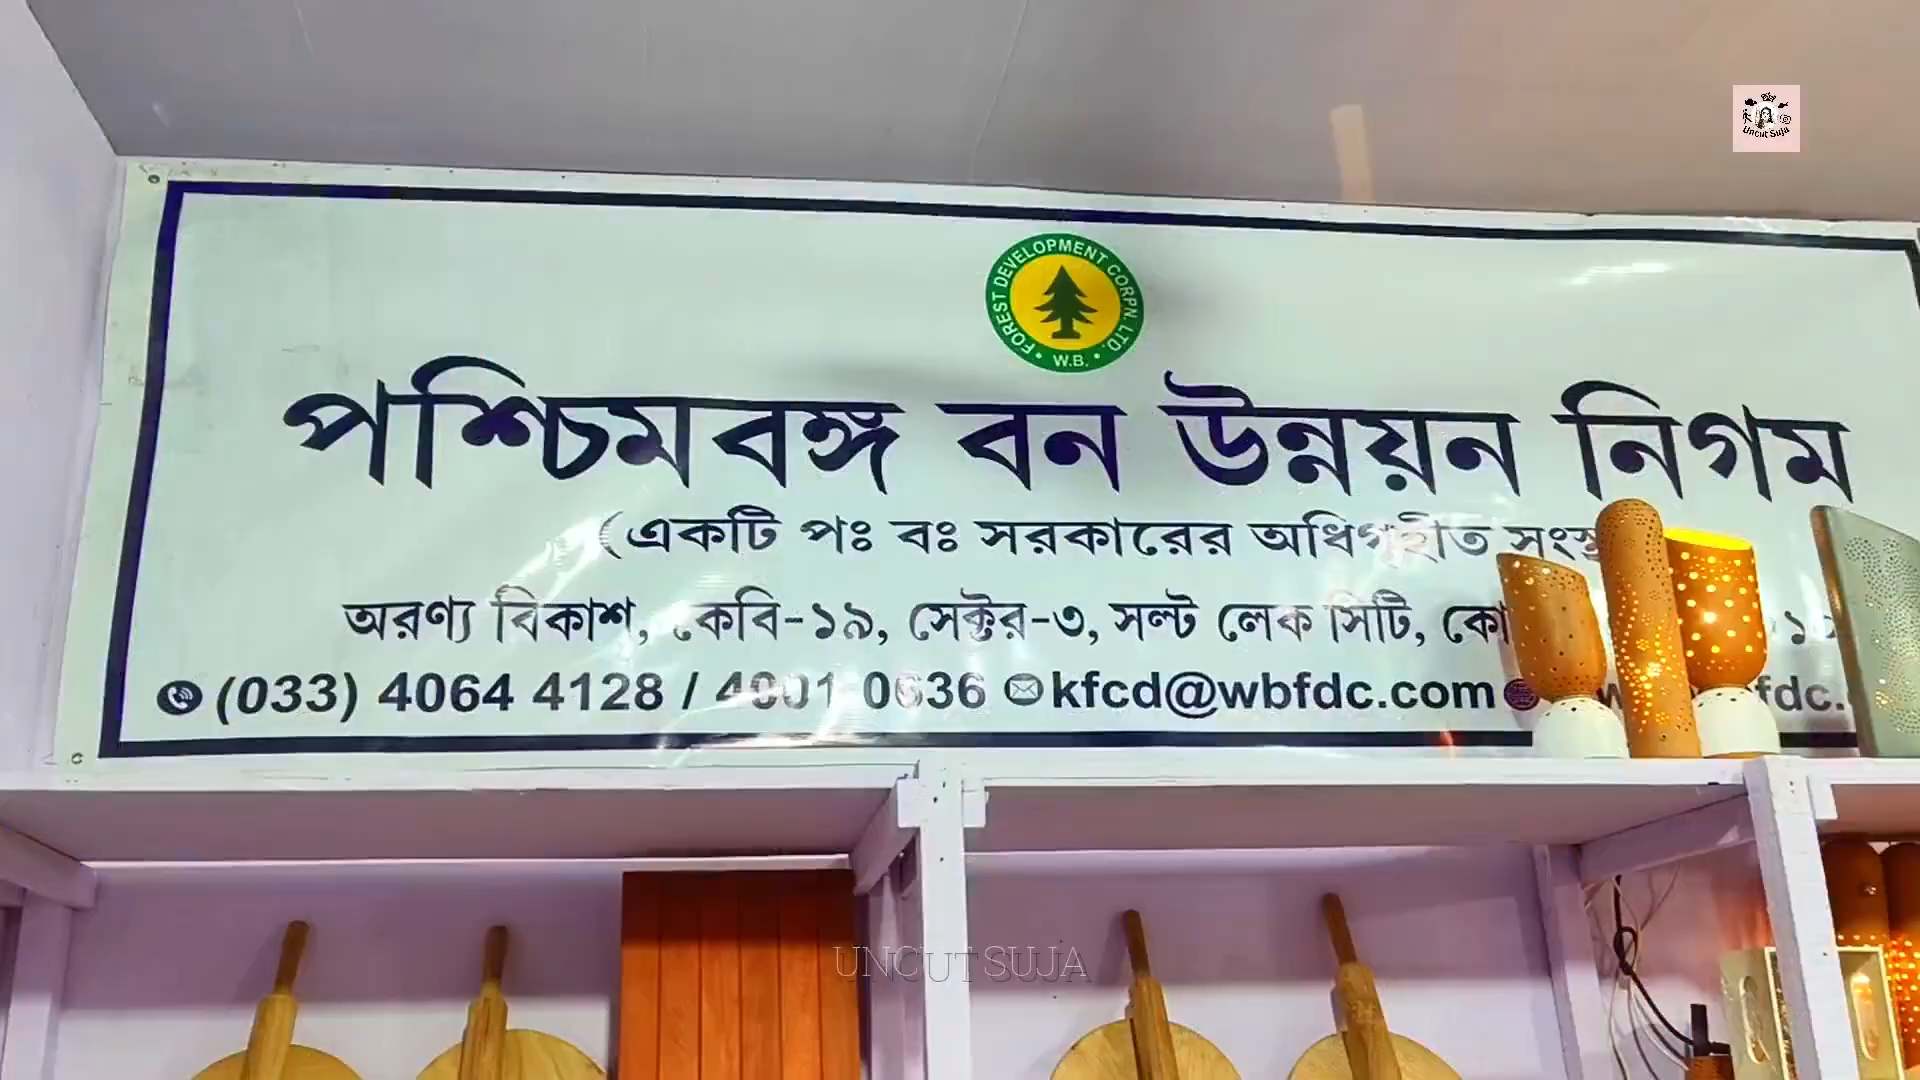 Uncut Suja
FOREST DEVELOPMENT CORPN. LTD.
• W.B. •
পশ্চিমবঙ্গ বন উন্নয়ন নিগম
(একটি পঃ বঃ সরকারের অধিগৃহীত
অরণ্য বিকাশ, কেবি-১৯, সেক্টর-৩, সল্ট লেক সিটি,
(033) 4064 4128 / 4001 0636 kfcd@wbfdc.com
UNCUT SUJA